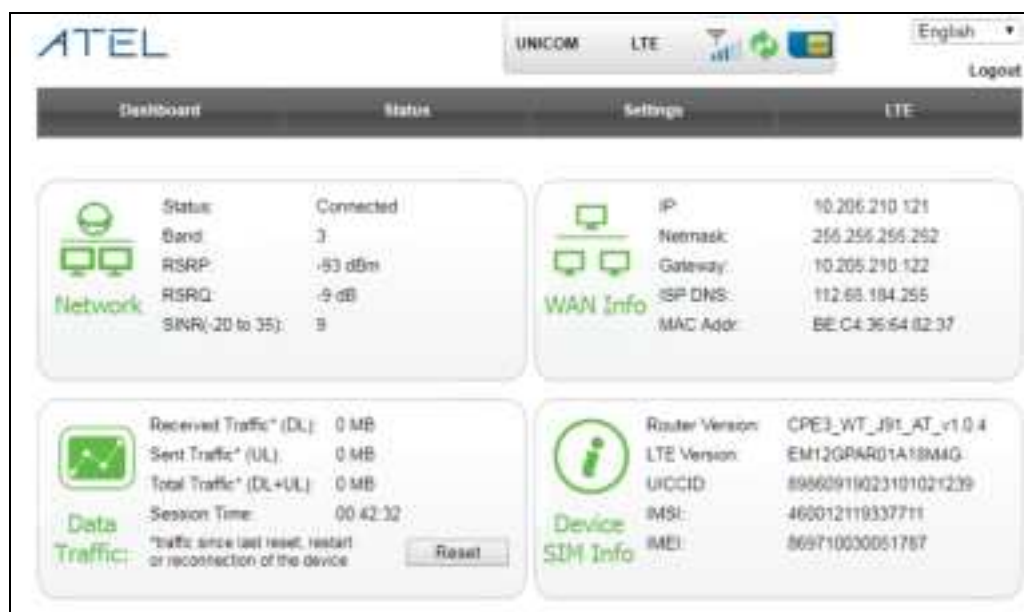 ATEL
UNICOM LTE
English
Logout
Dashboard Status Settings LTE
Network
Status: Connected
Band: 3
RSRP: -93 dBm
RSRQ: -9 dB
SINR(-20 to 35): 9
WAN Info
IP: 10.205.210.121
Netmask: 255.255.255.252
Gateway: 10.205.210.122
ISP DNS:
MAC Addr: BE:C4:36:64:82:37
Data Traffic:
Received Traffic* (DL): 0 MB
Sent Traffic* (UL): 0 MB
Total Traffic* (DL+UL): 0 MB
Session Time: 00:42:32
*traffic since last reset, restart
or reconnection of the device
Reset
Device SIM Info
Router Version: CPE3_WT_J91_AT_v1.0.4
LTE Version: EM12GPAR01A18M4G
UICCID: 89860919023101021239
IMSI: 460012119337711
IMEI: